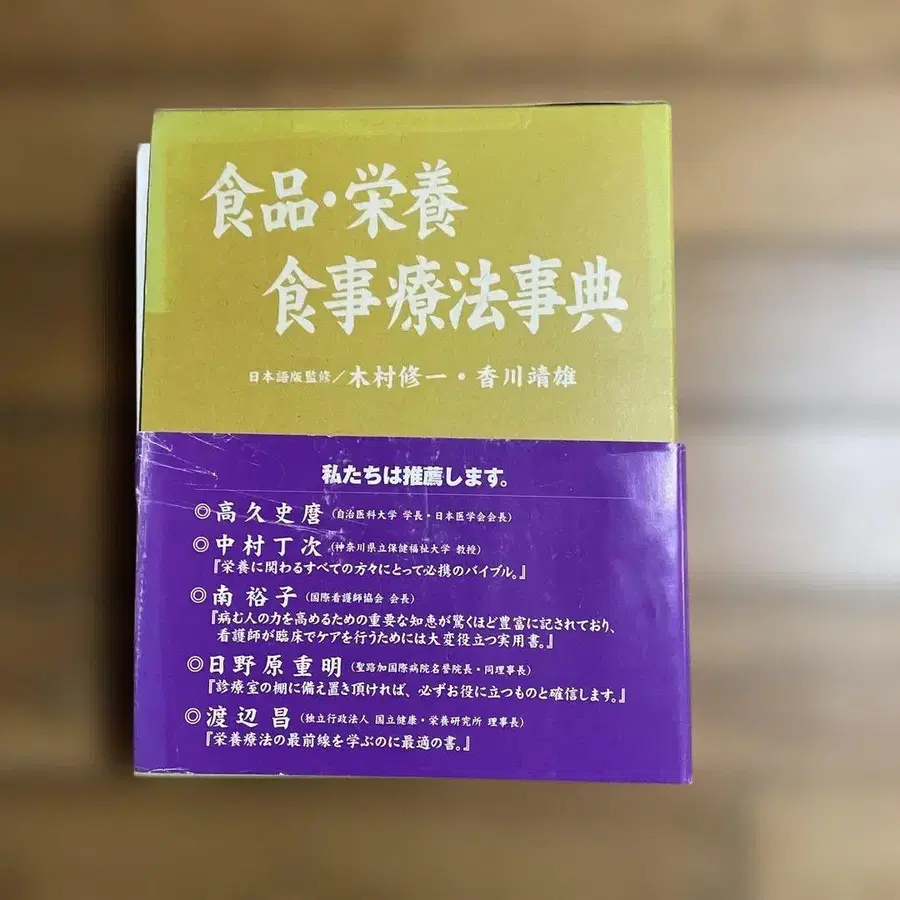 食品・栄養
食事療法事典
日本語版監修/木村修一・香川靖雄
私たちは推薦します。
◎高久史麿(自治医科大学 学長・日本医学会会長)
◎中村丁次(神奈川県立保健福祉大学 教授)
『栄養に関わるすべての方々にとって必携のバイブル。』
◎南 裕子(国際看護師協会 会長)
『病む人の力を高めるための重要な知恵が驚くほど豊富に記されており、
看護師が臨床でケアを行うためには大変役立つ実用書。』
◎日野原重明(聖路加国際病院名誉院長・同理事長)
『診療室の棚に備え置き頂ければ、必ずお役に立つものと確信します。』
◎渡辺昌(独立行政法人 国立健康・栄養研究所 理事長)
『栄養療法の最前線を学ぶのに最適の書。』